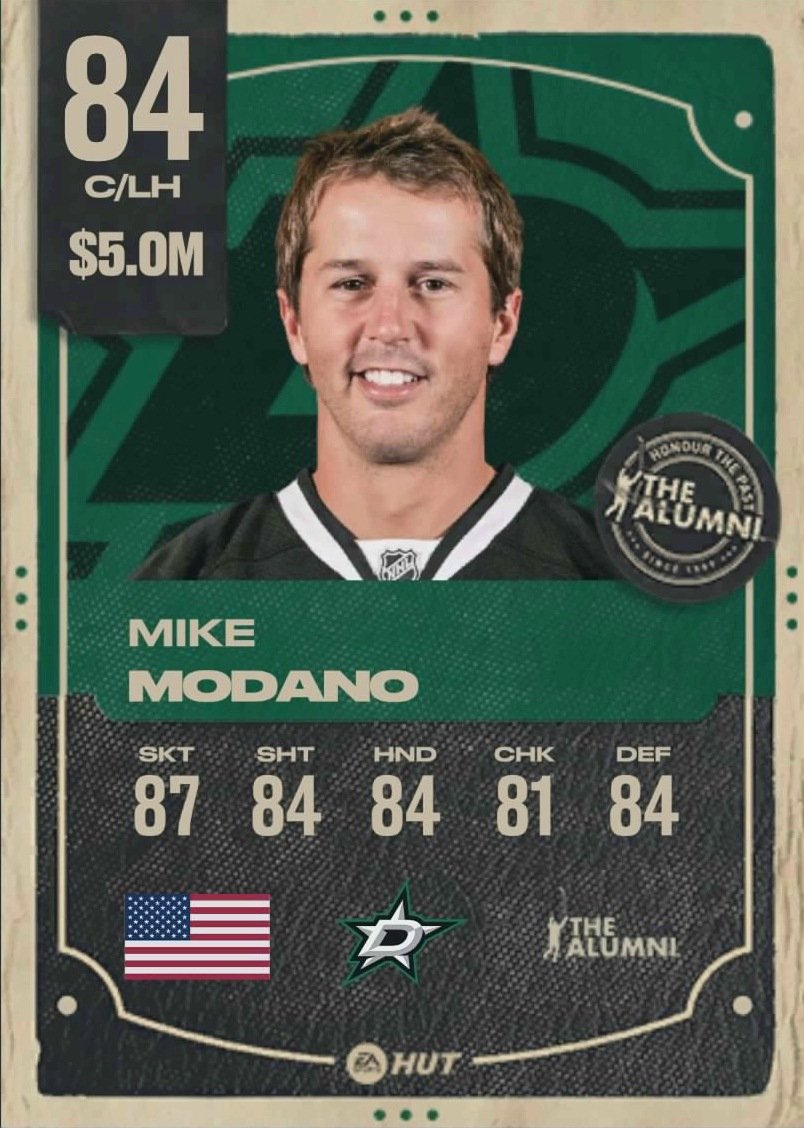 84
C/LH
$5.0M
HONOUR THE PAST
THE
ALUMNI
MIKE
MODANO
SKT SHT HND CHK DEF
87 84 84 81 84
D
THE
ALUMNI
EA
HUT